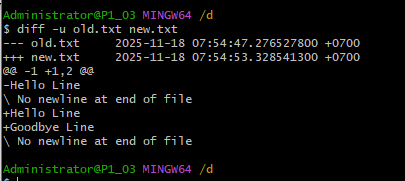 Administrator@P1_03 MINGW64 /d
$ diff -u old.txt new.txt
--- old.txt     2025-11-18 07:54:47.276527800 +0700
+++ new.txt     2025-11-18 07:54:53.328541300 +0700
@@ -1 +1,2 @@
-Hello Line
\ No newline at end of file
+Hello Line
+Goodbye Line
\ No newline at end of file

Administrator@P1_03 MINGW64 /d
$